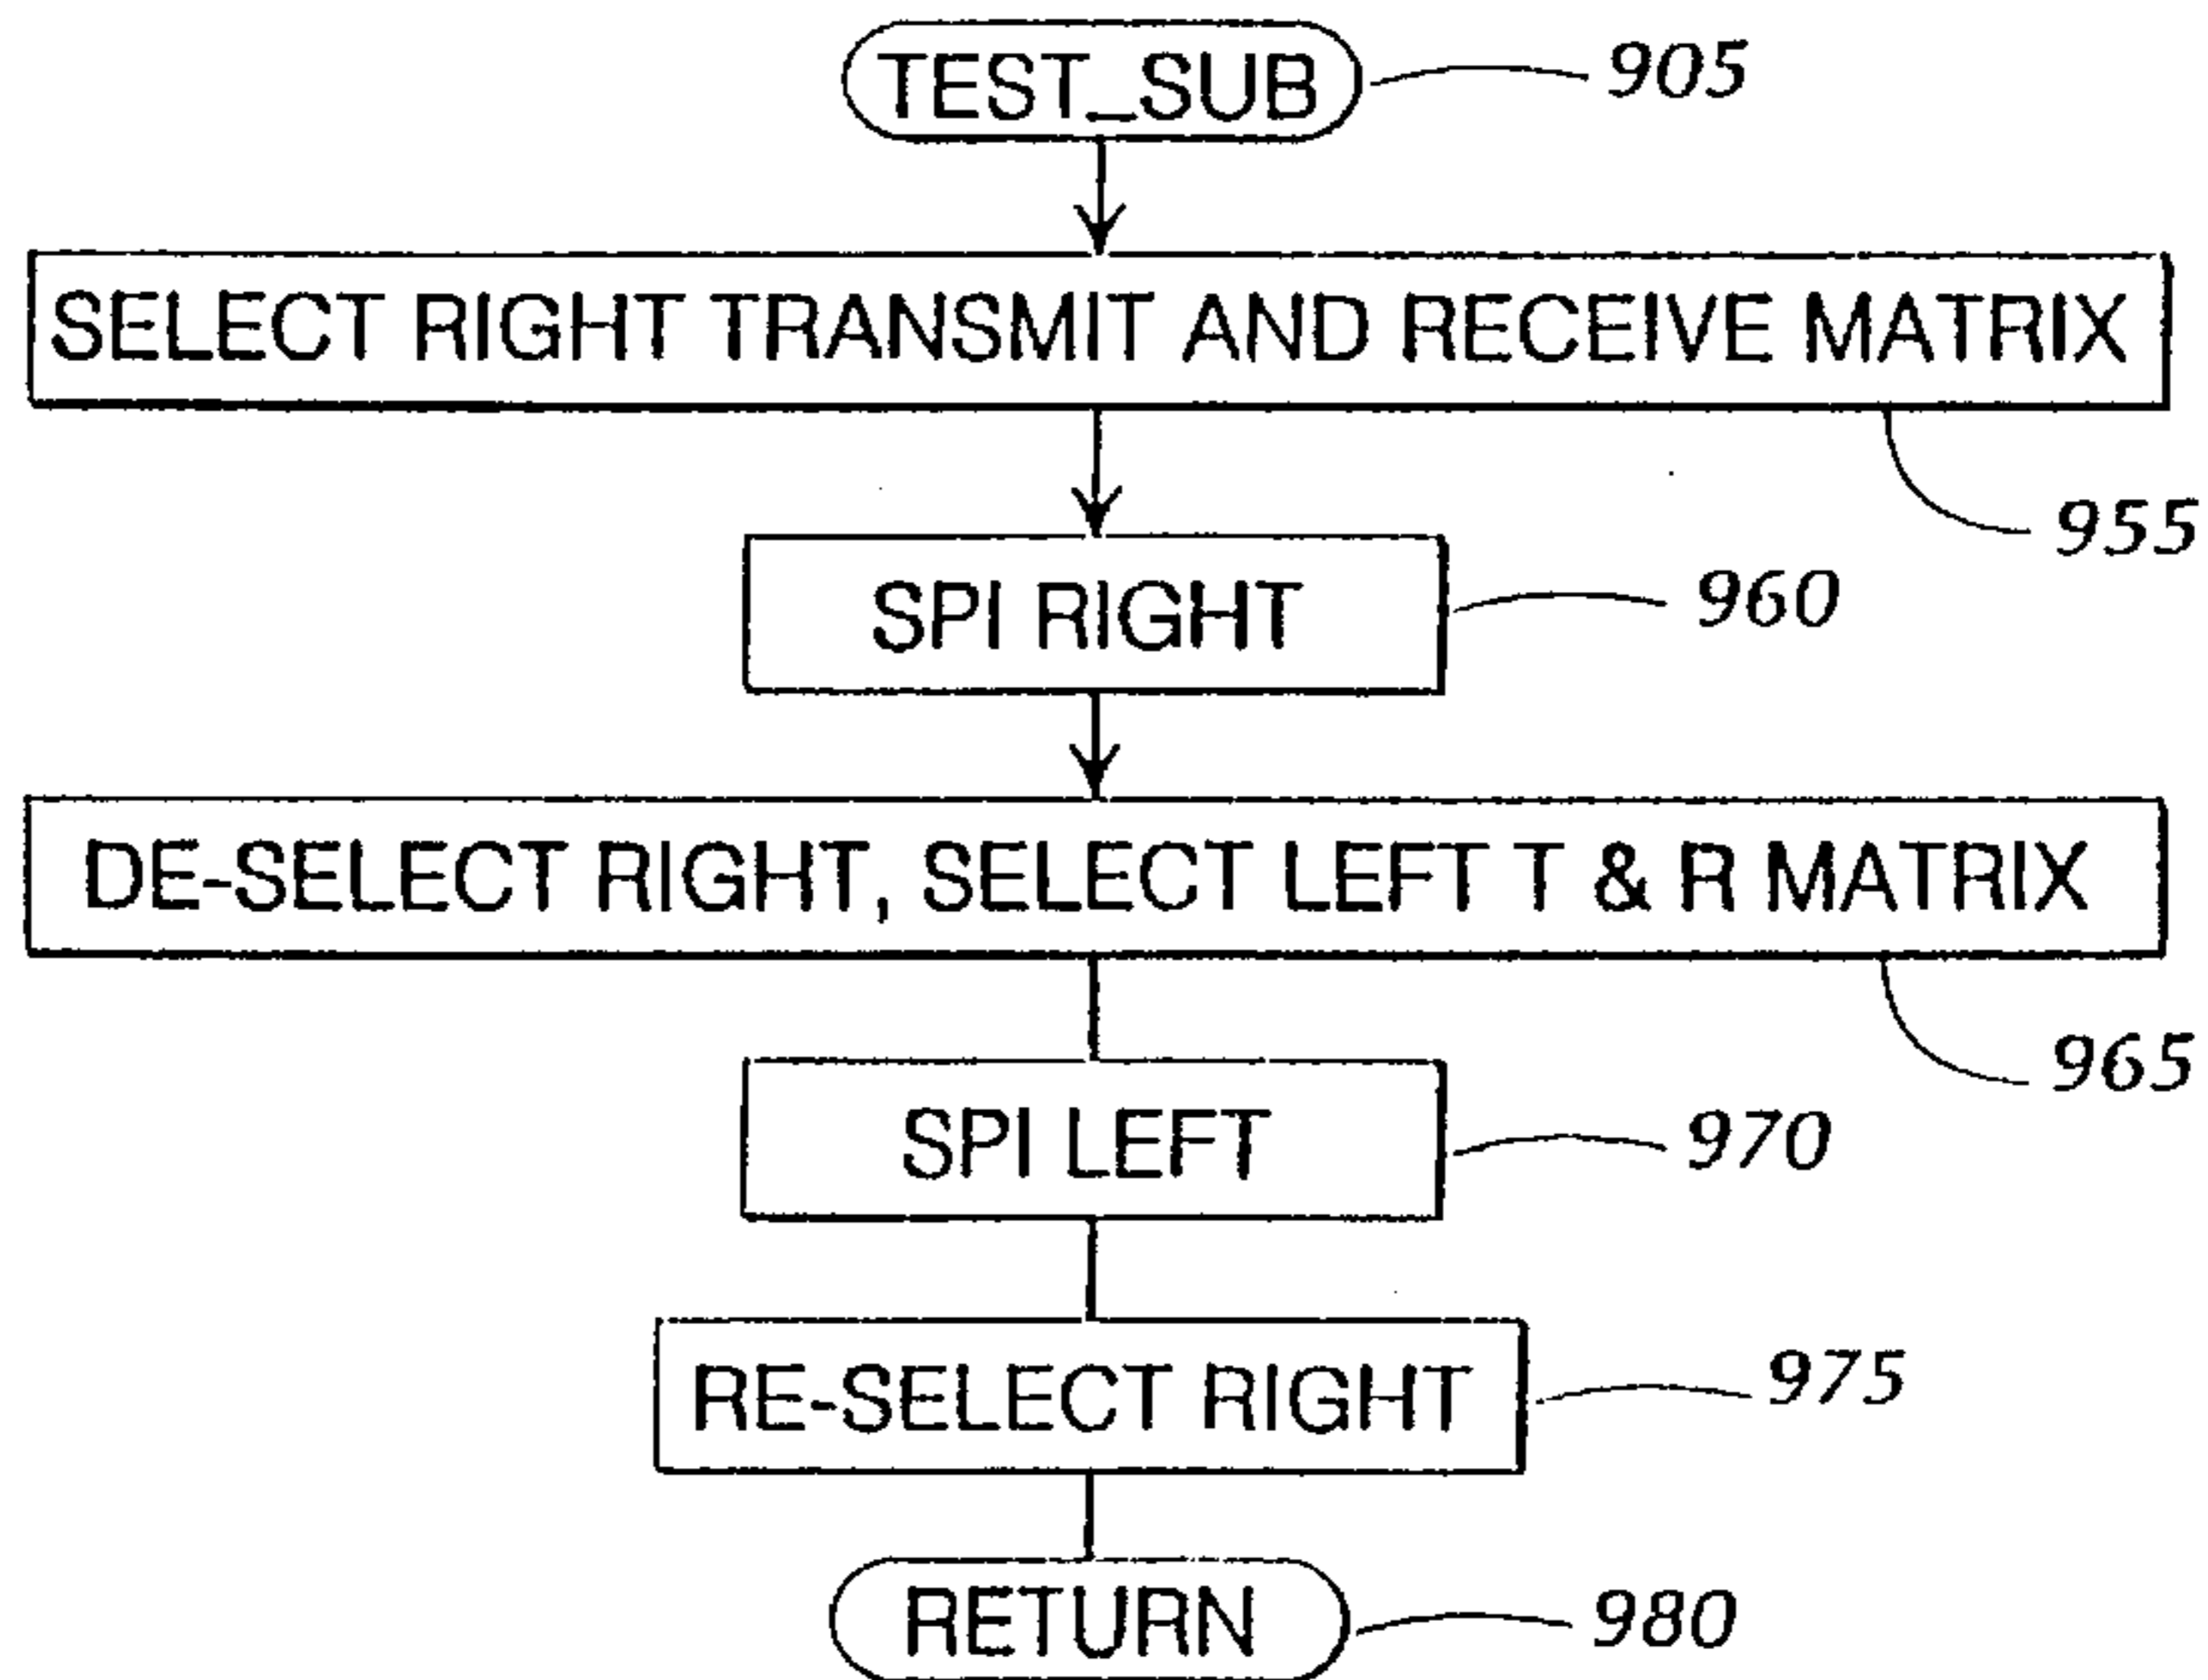 TEST_SUB
905
SELECT RIGHT TRANSMIT AND RECEIVE MATRIX
955
SPI RIGHT
960
DE-SELECT RIGHT, SELECT LEFT T & R MATRIX
965
SPI LEFT
970
RE-SELECT RIGHT
975
RETURN
980